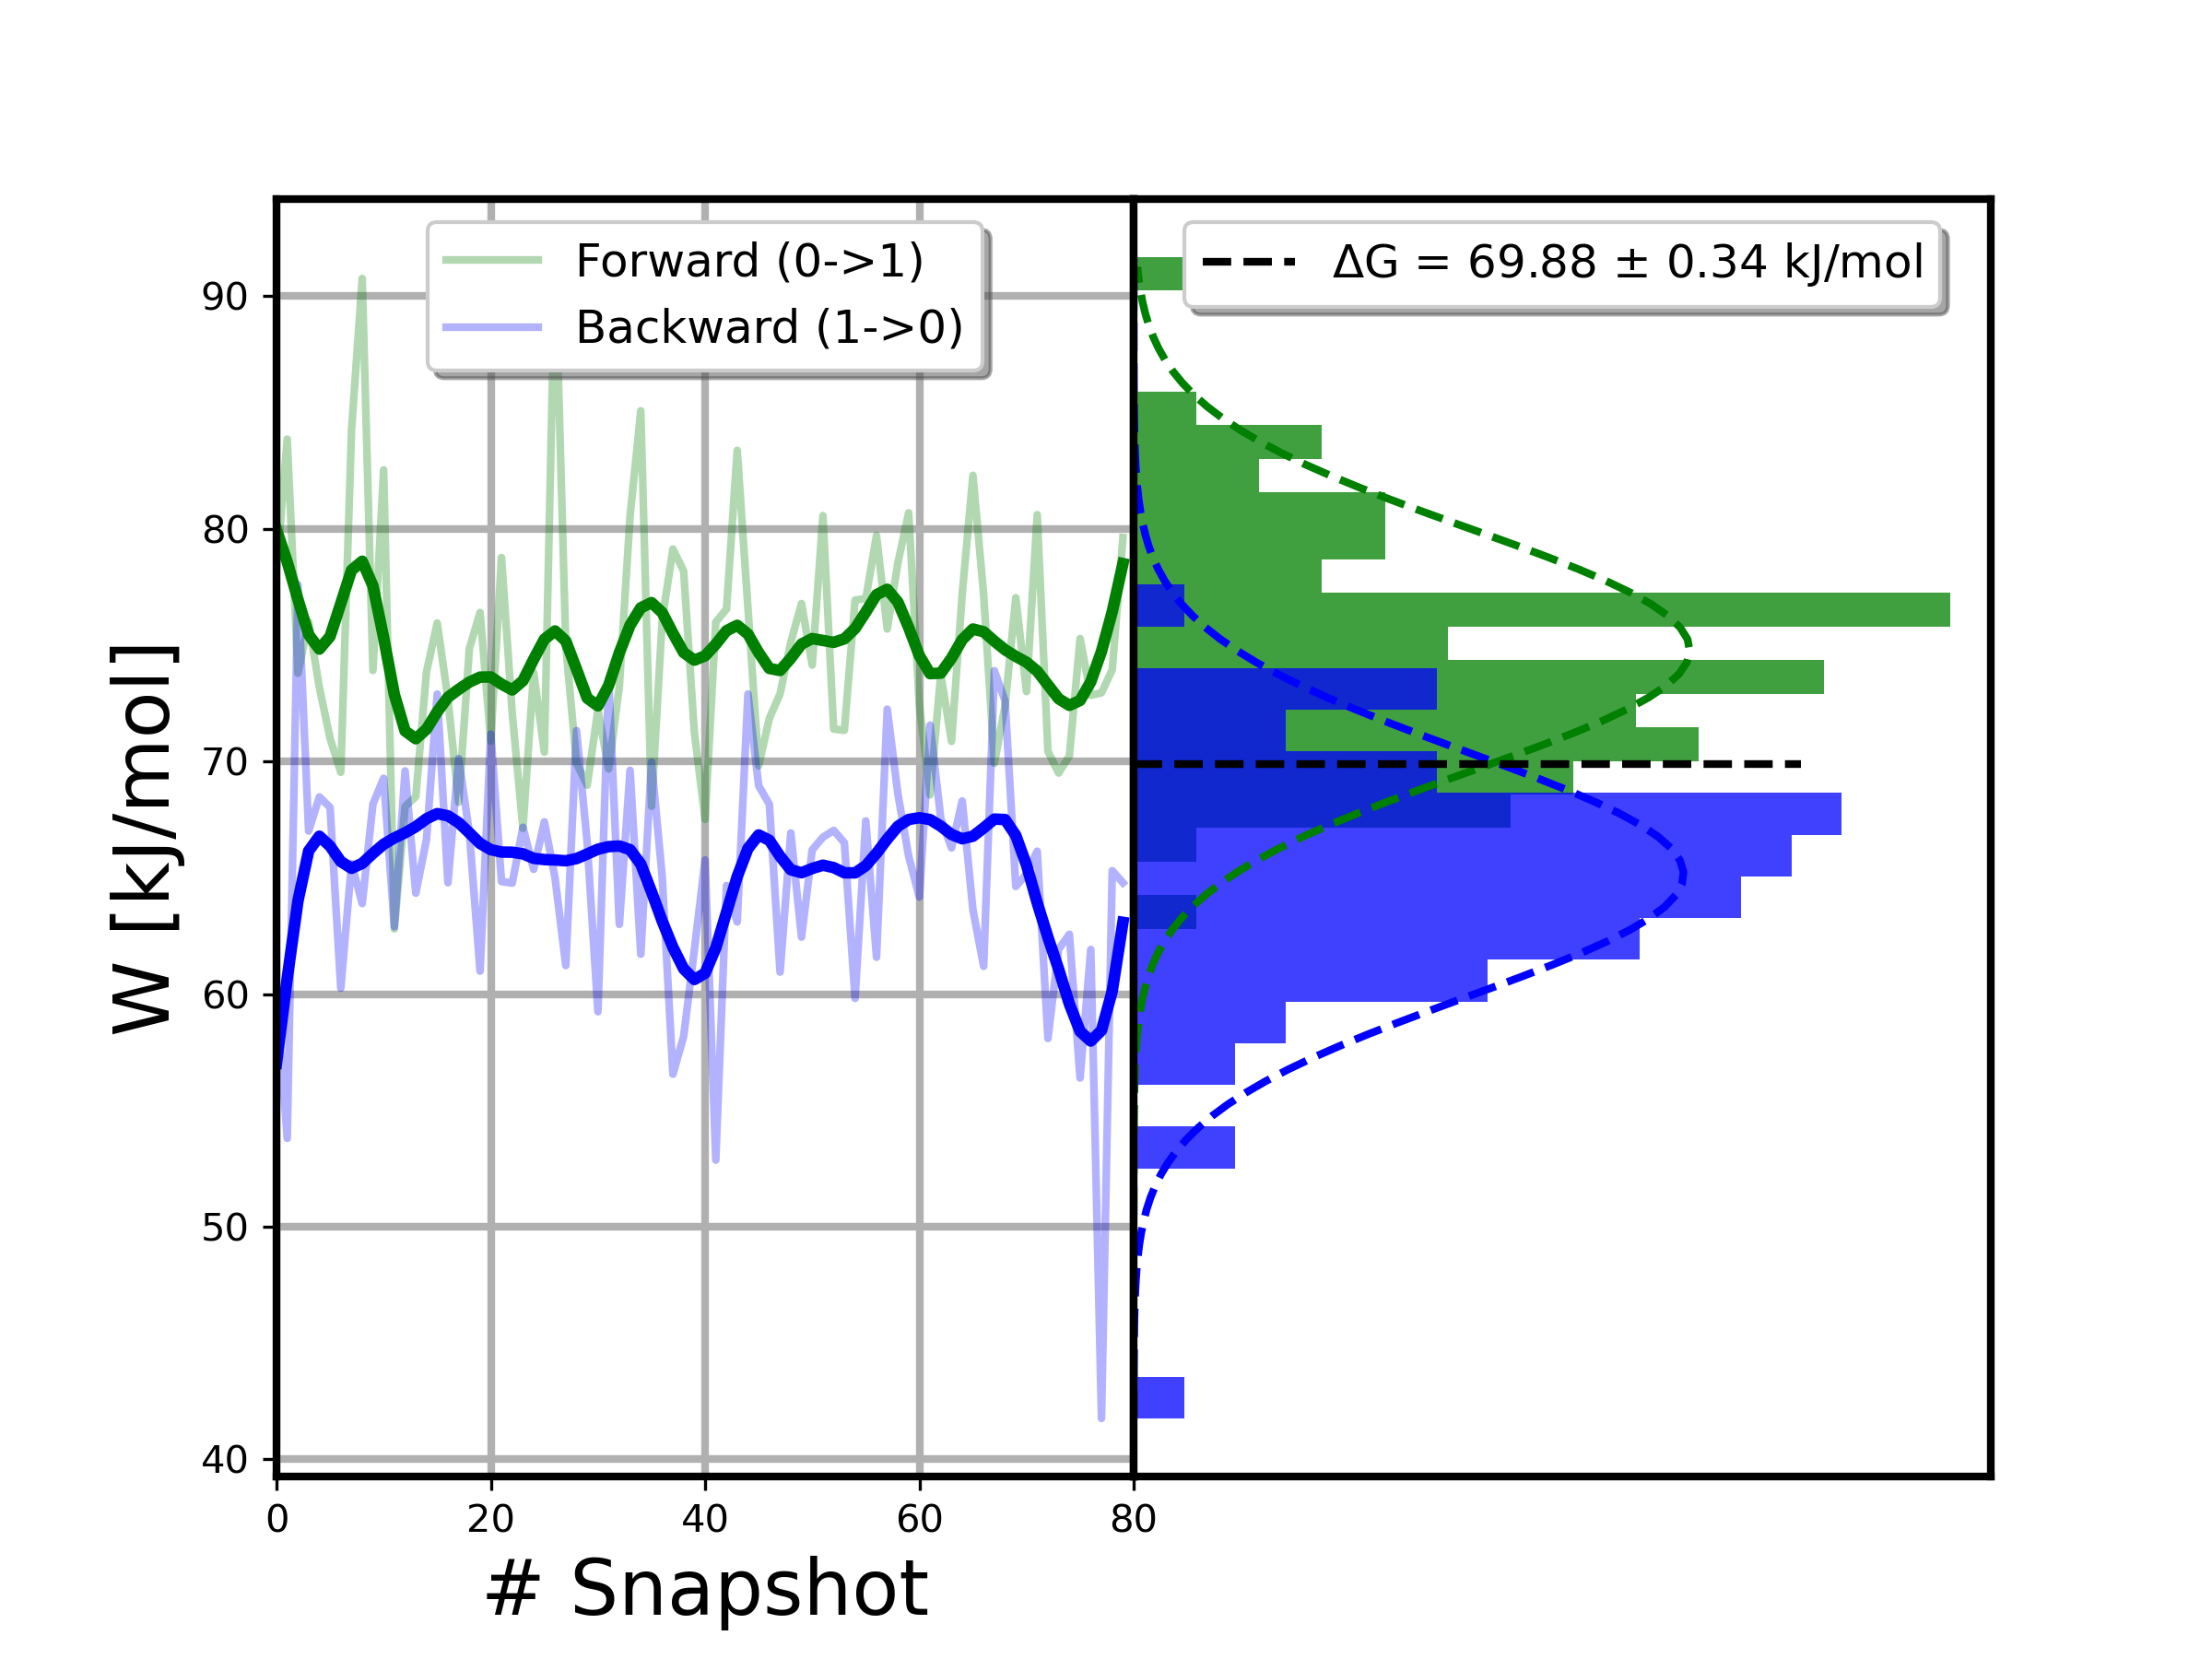 Forward (0->1)
Backward (1->0)
ΔG = 69.88 ± 0.34 kJ/mol
W [kJ/mol]
90
80
70
60
50
40
0 20 40 60 80
# Snapshot